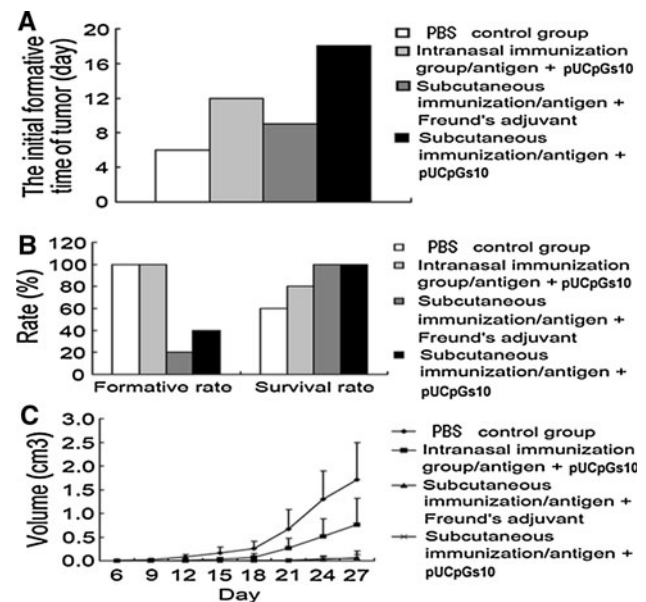 A
The initial formative
time of tumor (day)
20
16
12
8
4
0
PBS control group
Intranasal immunization
group/antigen + pUCpGs10
Subcutaneous
immunization/antigen +
Freund's adjuvant
Subcutaneous
immunization/antigen +
pUCpGs10
B
Rate (%)
120
100
80
60
40
20
0
Formative rate
Survival rate
PBS control group
Intranasal immunization
group/antigen + pUCpGs10
Subcutaneous
immunization/antigen +
Freund's adjuvant
Subcutaneous
immunization/antigen +
pUCpGs10
C
Volume (cm3)
3.0
2.5
2.0
1.5
1.0
0.5
0.0
6 9 12 15 18 21 24 27
Day
PBS control group
Intranasal immunization
group/antigen + pUCpGs10
Subcutaneous
immunization/antigen +
Freund's adjuvant
Subcutaneous
immunization/antigen +
pUCpGs10